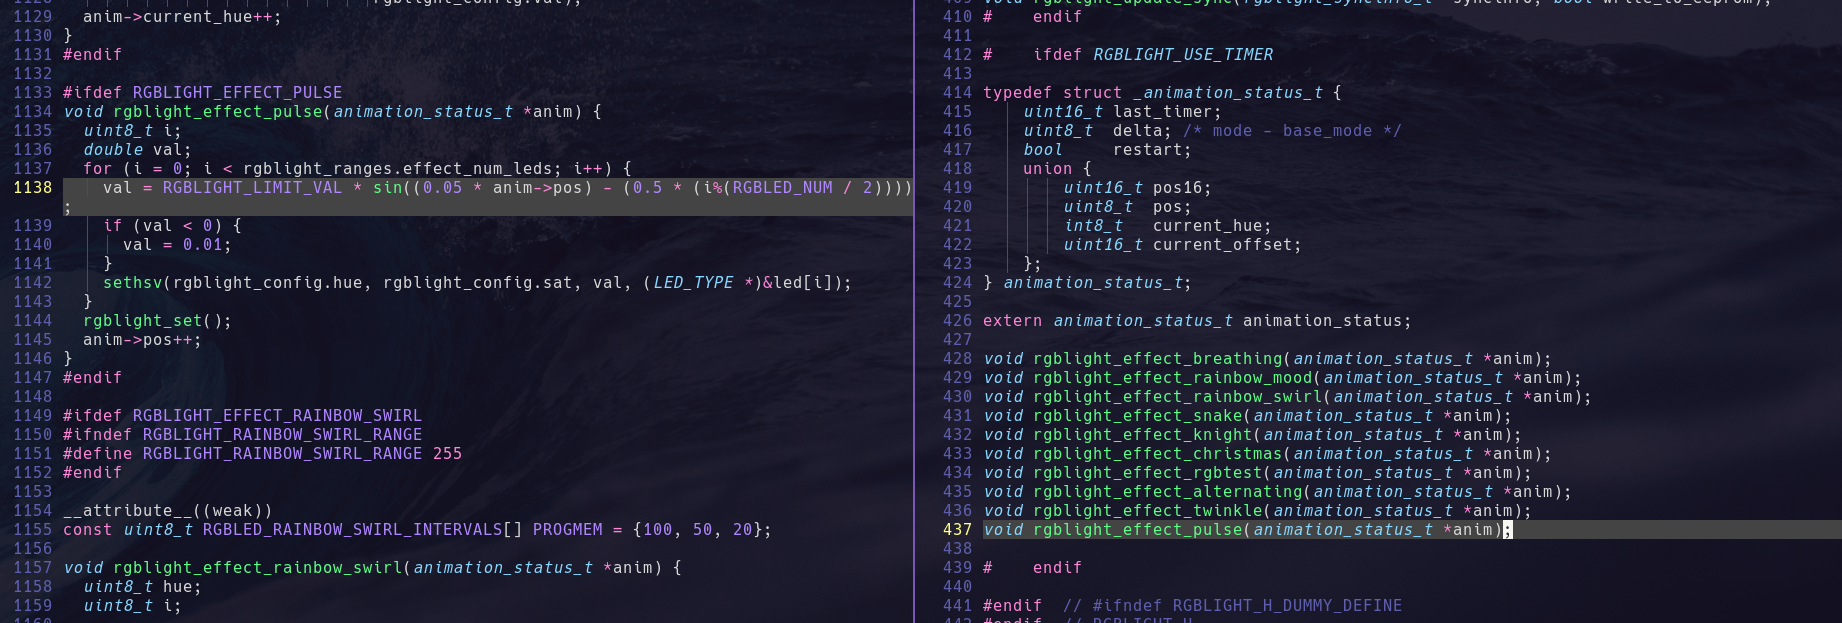 1129   anim->current_hue++;
1130 }
1131 #endif
1132
1133 #ifdef RGBLIGHT_EFFECT_PULSE
1134 void rgblight_effect_pulse(animation_status_t *anim) {
1135   uint8_t i;
1136   double val;
1137   for (i = 0; i < rgblight_ranges.effect_num_leds; i++) {
1138     val = RGBLIGHT_LIMIT_VAL * sin((0.05 * anim->pos) - (0.5 * (i%(RGBLED_NUM / 2))))
;
1139     if (val < 0) {
1140       val = 0.01;
1141     }
1142     sethsv(rgblight_config.hue, rgblight_config.sat, val, (LED_TYPE *)&led[i]);
1143   }
1144   rgblight_set();
1145   anim->pos++;
1146 }
1147 #endif
1148
1149 #ifdef RGBLIGHT_EFFECT_RAINBOW_SWIRL
1150 #ifndef RGBLIGHT_RAINBOW_SWIRL_RANGE
1151 #define RGBLIGHT_RAINBOW_SWIRL_RANGE 255
1152 #endif
1153
1154 __attribute__((weak))
1155 const uint8_t RGBLED_RAINBOW_SWIRL_INTERVALS[] PROGMEM = {100, 50, 20};
1156
1157 void rgblight_effect_rainbow_swirl(animation_status_t *anim) {
1158   uint8_t hue;
1159   uint8_t i;
410 #    endif
411
412 #    ifdef RGBLIGHT_USE_TIMER
413
414 typedef struct _animation_status_t {
415     uint16_t last_timer;
416     uint8_t  delta; /* mode - base_mode */
417     bool     restart;
418     union {
419         uint16_t pos16;
420         uint8_t  pos;
421         int8_t   current_hue;
422         uint16_t current_offset;
423     };
424 } animation_status_t;
425
426 extern animation_status_t animation_status;
427
428 void rgblight_effect_breathing(animation_status_t *anim);
429 void rgblight_effect_rainbow_mood(animation_status_t *anim);
430 void rgblight_effect_rainbow_swirl(animation_status_t *anim);
431 void rgblight_effect_snake(animation_status_t *anim);
432 void rgblight_effect_knight(animation_status_t *anim);
433 void rgblight_effect_christmas(animation_status_t *anim);
434 void rgblight_effect_rgbtest(animation_status_t *anim);
435 void rgblight_effect_alternating(animation_status_t *anim);
436 void rgblight_effect_twinkle(animation_status_t *anim);
437 void rgblight_effect_pulse(animation_status_t *anim);
438
439 #    endif
440
441 #endif  // #ifndef RGBLIGHT_H_DUMMY_DEFINE